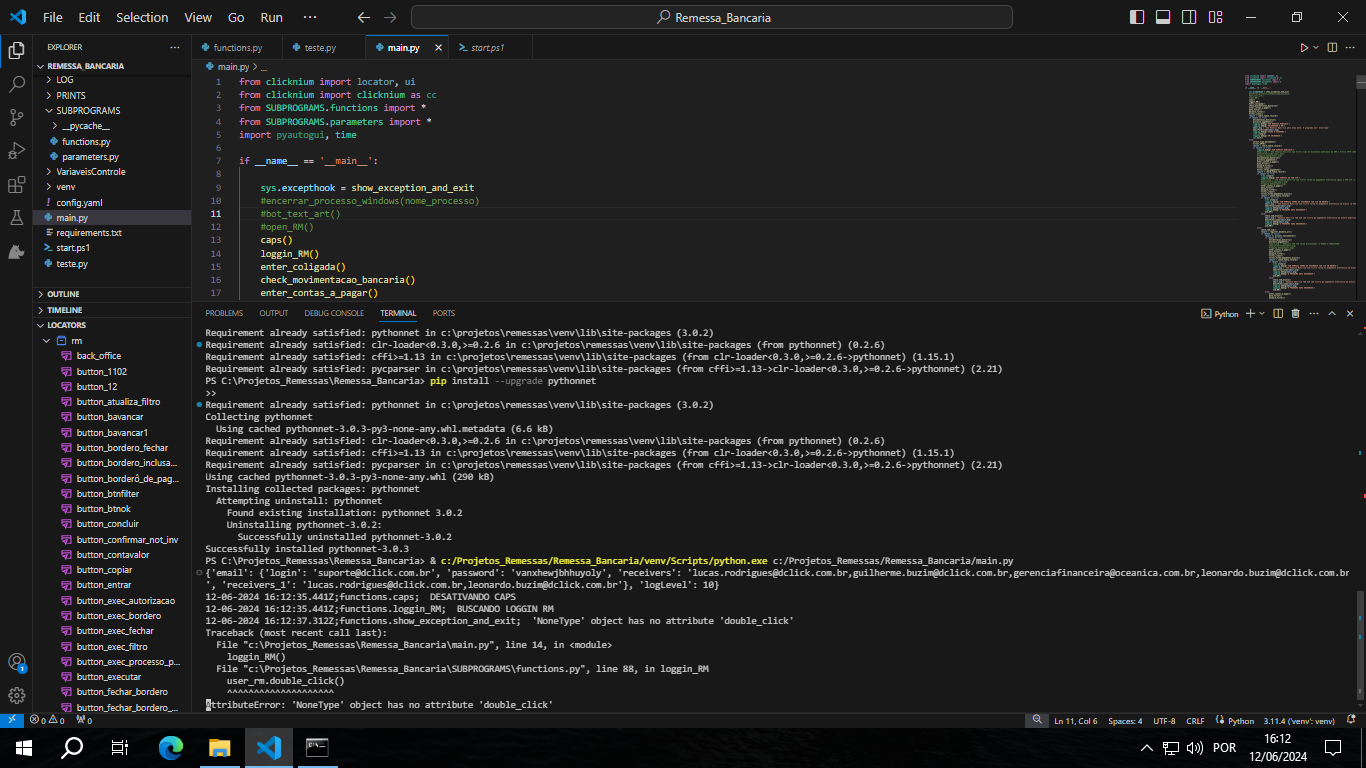 File Edit Selection View Go Run ··· Remessa_Bancaria
EXPLORER
REMESSA_BANCARIA
LOG
PRINTS
SUBPROGRAMS
__pycache__
functions.py
parameters.py
VariaveisControle
venv
config.yaml
main.py
requirements.txt
start.ps1
teste.py
OUTLINE
TIMELINE
LOCATORS
rm
back_office
button_1102
button_12
button_atualiza_filtro
button_bavancar
button_bavancar1
button_bordero_fechar
button_bordero_inclusa...
button_borderô_de_pag...
button_btnfilter
button_btnok
button_concluir
button_confirmar_not_inv
button_contavalor
button_copiar
button_entrar
button_exec_autorizacao
button_exec_bordero
button_exec_fechar
button_exec_filtro
button_exec_processo_p...
button_executar
button_fechar_bordero
button_fechar_bordero_...
functions.py teste.py main.py start.ps1
main.py > ...
1 from clicknium import locator, ui
2 from clicknium import clicknium as cc
3 from SUBPROGRAMS.functions import *
4 from SUBPROGRAMS.parameters import *
5 import pyautogui, time
6
7 if __name__ == '__main__':
8
9 sys.excepthook = show_exception_and_exit
10 #encerrar_processo_windows(nome_processo)
11 #bot_text_art()
12 #open_RM()
13 caps()
14 loggin_RM()
15 enter_coligada()
16 check_movimentacao_bancaria()
17 enter_contas_a_pagar()
PROBLEMS OUTPUT DEBUG CONSOLE TERMINAL PORTS Python
Requirement already satisfied: pythonnet in c:\projetos\remessas\venv\lib\site-packages (3.0.2)
Requirement already satisfied: clr-loader<0.3.0,>=0.2.6 in c:\projetos\remessas\venv\lib\site-packages (from pythonnet) (0.2.6)
Requirement already satisfied: cffi>=1.13 in c:\projetos\remessas\venv\lib\site-packages (from clr-loader<0.3.0,>=0.2.6->pythonnet) (1.15.1)
Requirement already satisfied: pycparser in c:\projetos\remessas\venv\lib\site-packages (from cffi>=1.13->clr-loader<0.3.0,>=0.2.6->pythonnet) (2.21)
PS C:\Projetos_Remessas\Remessa_Bancaria> pip install --upgrade pythonnet
>>
Requirement already satisfied: pythonnet in c:\projetos\remessas\venv\lib\site-packages (3.0.2)
Collecting pythonnet
Using cached pythonnet-3.0.3-py3-none-any.whl.metadata (6.6 kB)
Requirement already satisfied: clr-loader<0.3.0,>=0.2.6 in c:\projetos\remessas\venv\lib\site-packages (from pythonnet) (0.2.6)
Requirement already satisfied: cffi>=1.13 in c:\projetos\remessas\venv\lib\site-packages (from clr-loader<0.3.0,>=0.2.6->pythonnet) (1.15.1)
Requirement already satisfied: pycparser in c:\projetos\remessas\venv\lib\site-packages (from cffi>=1.13->clr-loader<0.3.0,>=0.2.6->pythonnet) (2.21)
Using cached pythonnet-3.0.3-py3-none-any.whl (290 kB)
Installing collected packages: pythonnet
Attempting uninstall: pythonnet
Found existing installation: pythonnet 3.0.2
Uninstalling pythonnet-3.0.2:
Successfully uninstalled pythonnet-3.0.2
Successfully installed pythonnet-3.0.3
PS C:\Projetos_Remessas\Remessa_Bancaria> & c:/Projetos_Remessas/Remessa_Bancaria/venv/Scripts/python.exe c:/Projetos_Remessas/Remessa_Bancaria/main.py
{'email': {'login': 'suporte@dclick.com.br', 'password': 'vanxhewjbhhuyoly', 'receivers': 'lucas.rodrigues@dclick.com.br,guilherme.buzim@dclick.com.br,gerenciafinanceira@oceanica.com.br,leonardo.buzim@dclick.com.br
', 'receivers_1': 'lucas.rodrigues@dclick.com.br,leonardo.buzim@dclick.com.br'}, 'logLevel': 10}
12-06-2024 16:12:35.441Z;functions.caps; DESATIVANDO CAPS
12-06-2024 16:12:35.441Z;functions.loggin_RM; BUSCANDO LOGGIN RM
12-06-2024 16:12:37.312Z;functions.show_exception_and_exit; 'NoneType' object has no attribute 'double_click'
Traceback (most recent call last):
File "c:\Projetos_Remessas\Remessa_Bancaria\main.py", line 14, in <module>
loggin_RM()
File "c:\Projetos_Remessas\Remessa_Bancaria\SUBPROGRAMS\functions.py", line 88, in loggin_RM
user_rm.double_click()
^^^^^^^^^^^^^^^^^^^^
AttributeError: 'NoneType' object has no attribute 'double_click'
0 0 0 Ln 11, Col 6 Spaces: 4 UTF-8 CRLF Python 3.11.4 ('venv': venv)
POR 16:12
12/06/2024